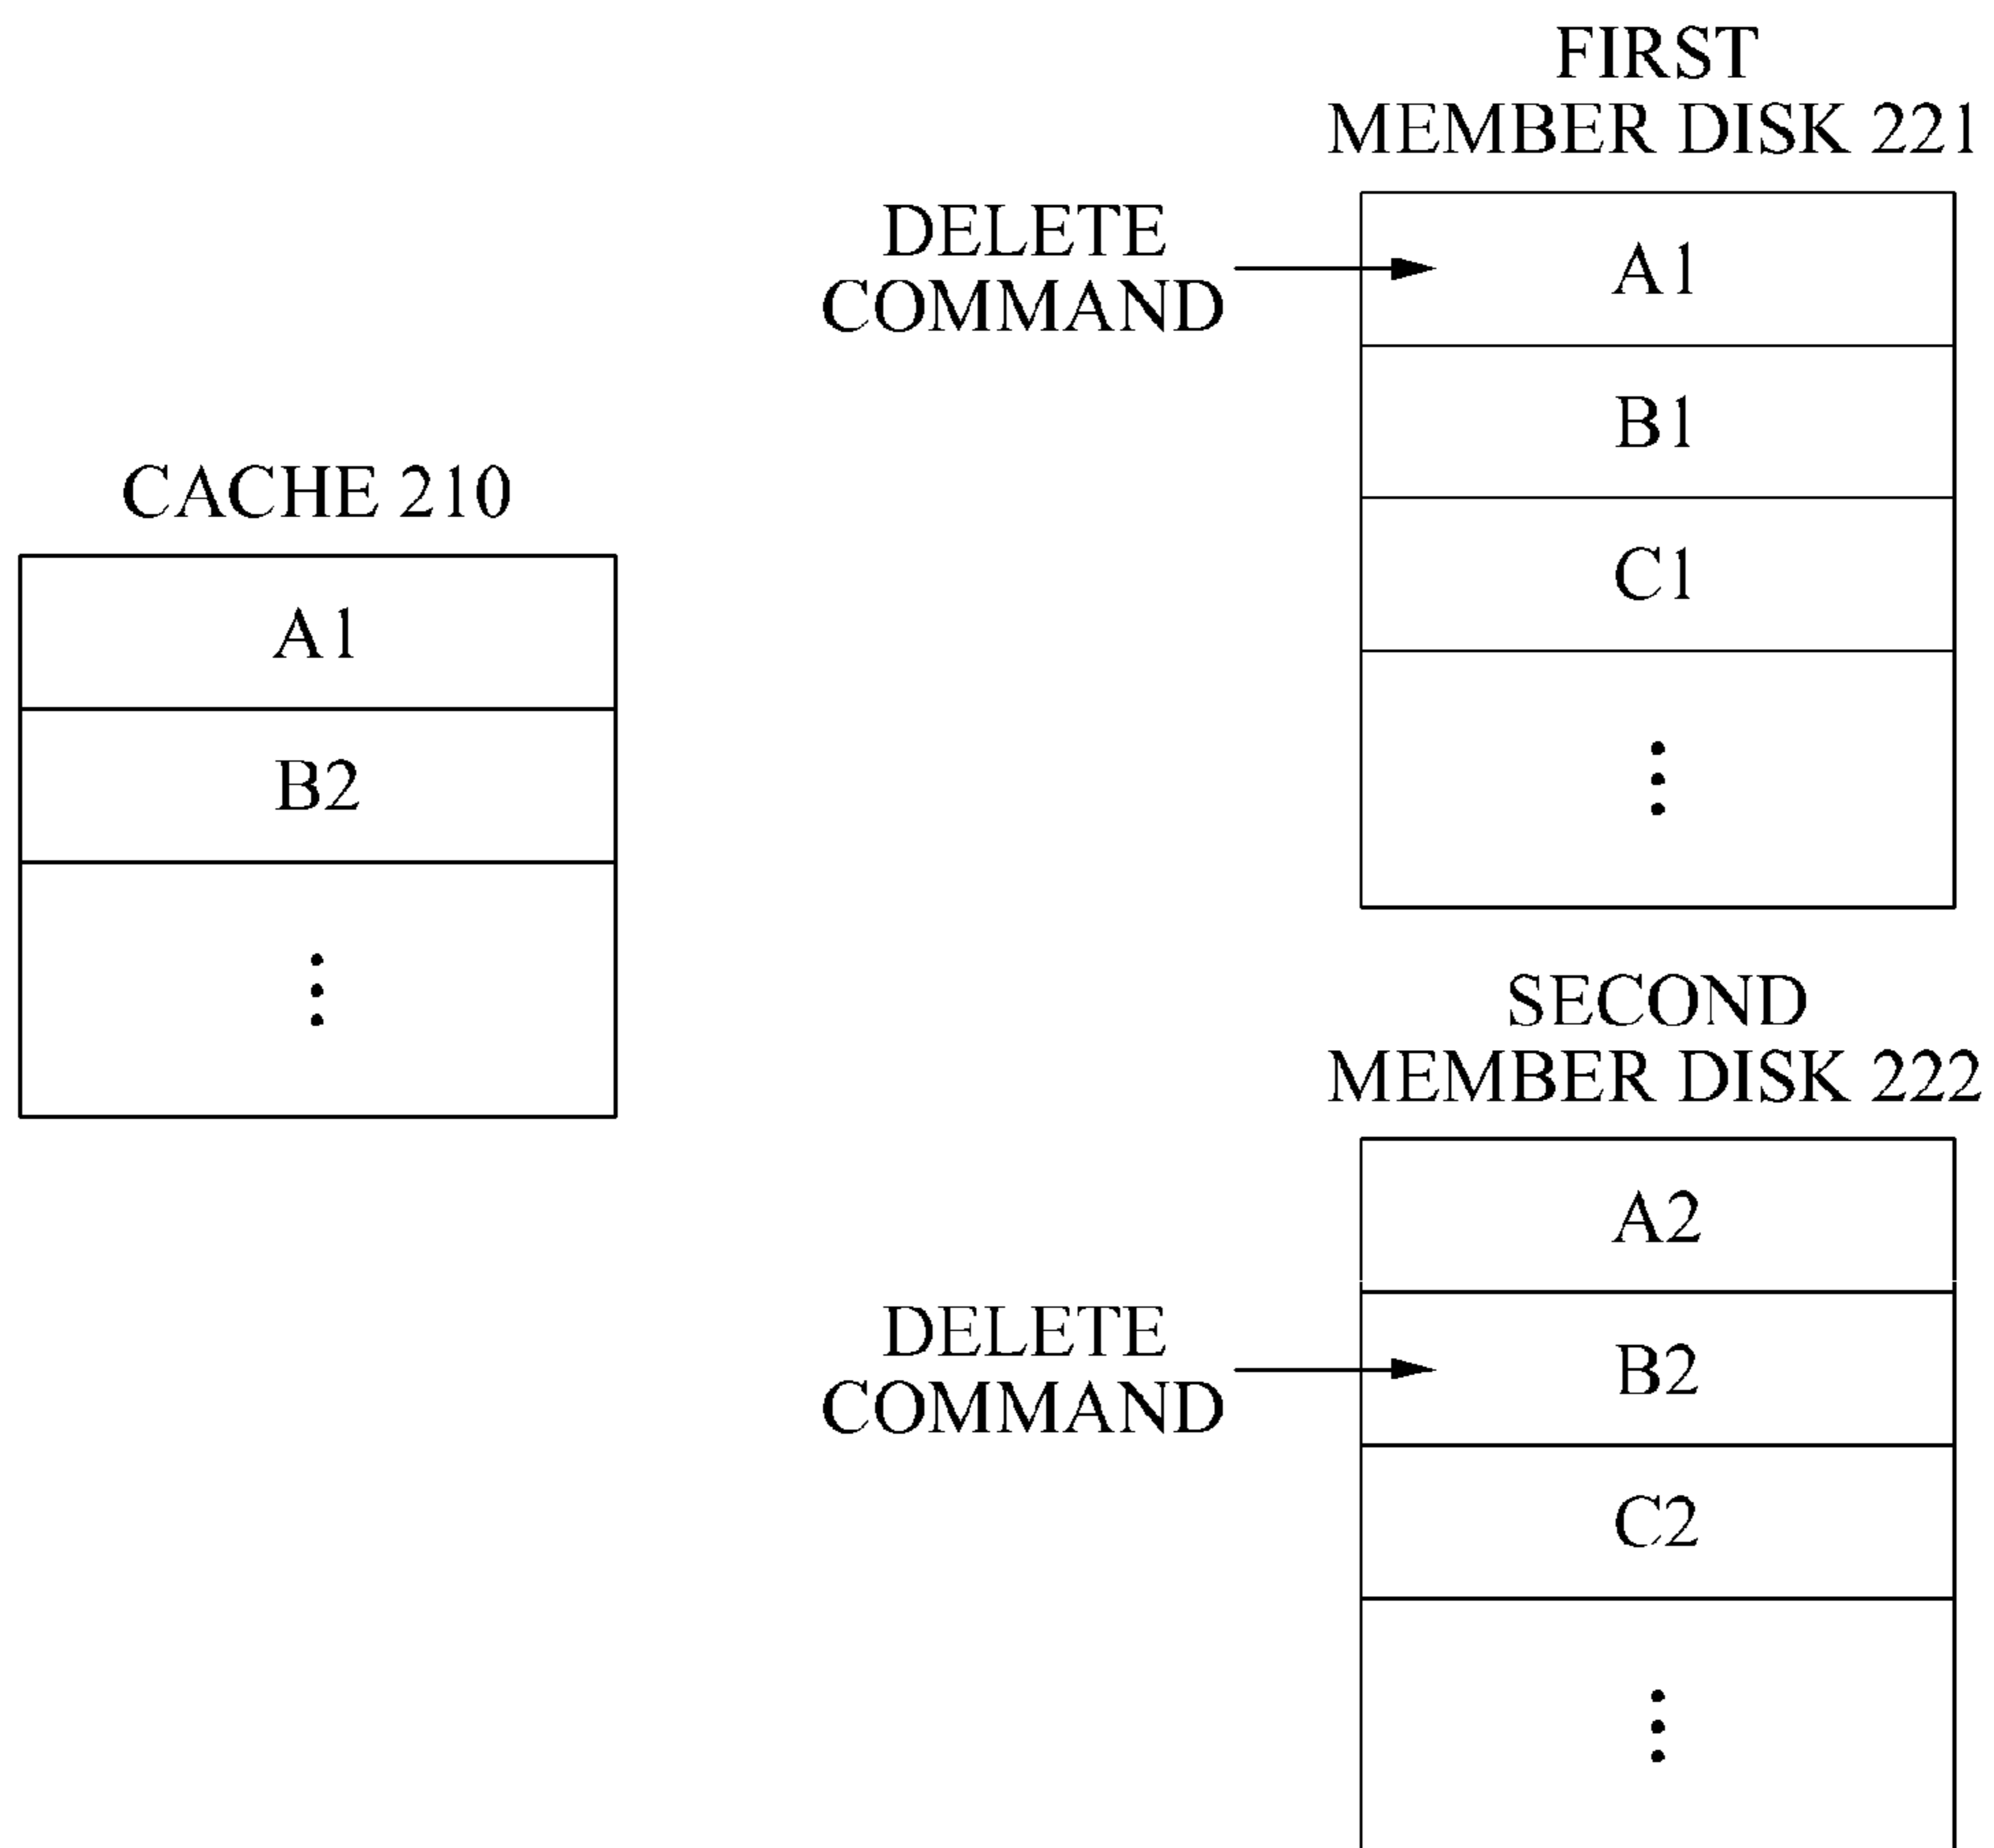 FIRST
MEMBER DISK 221
DELETE
COMMAND
A1
B1
C1
CACHE 210
A1
B2
SECOND
MEMBER DISK 222
A2
DELETE
COMMAND
B2
C2